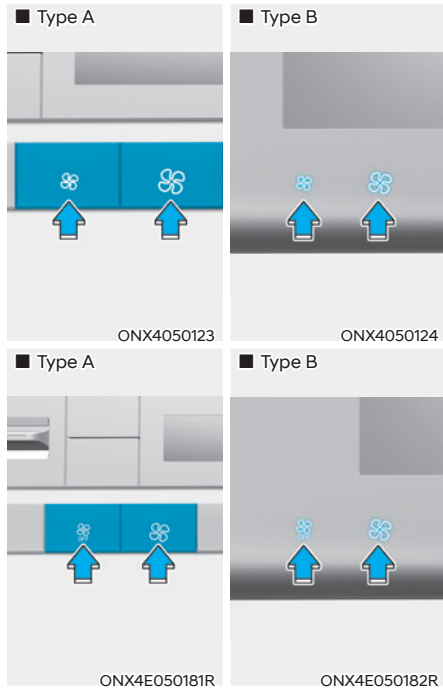 ■ Type A
■ Type B
ONX4050123
ONX4050124
■ Type A
■ Type B
ONX4E050181R
ONX4E050182R